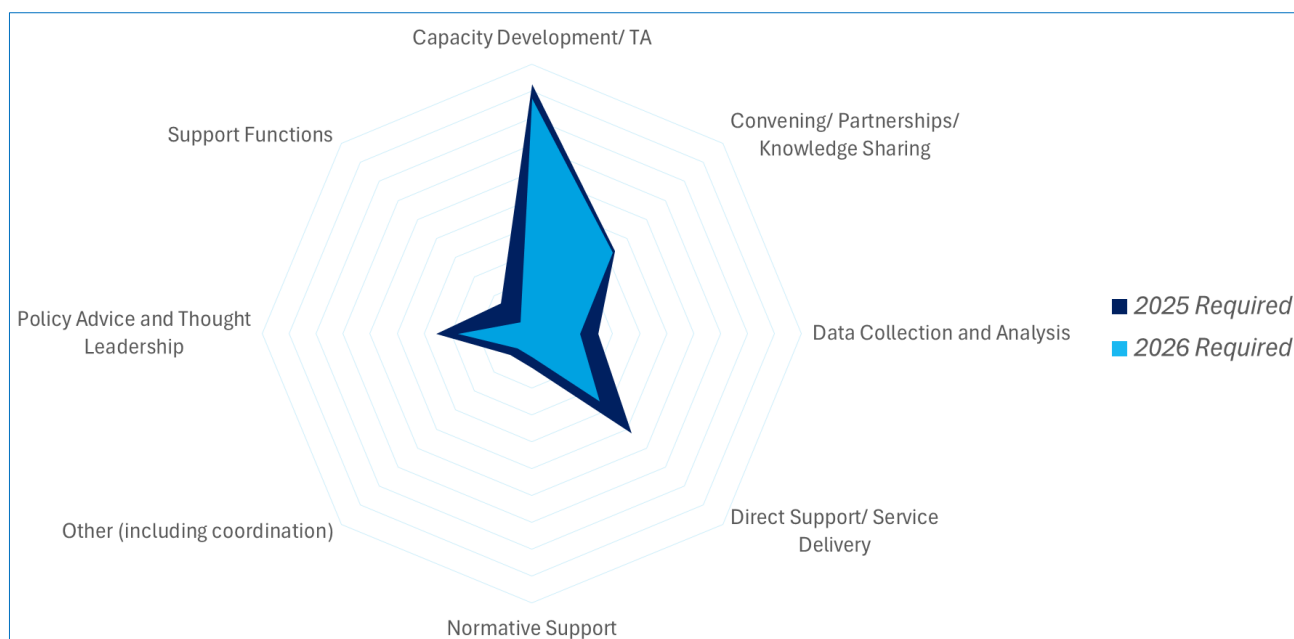 Capacity Development/ TA
Convening/ Partnerships/
Knowledge Sharing
Support Functions
Policy Advice and Thought
Leadership
Data Collection and Analysis
2025 Required
2026 Required
Direct Support/ Service
Delivery
Other (including coordination)
Normative Support